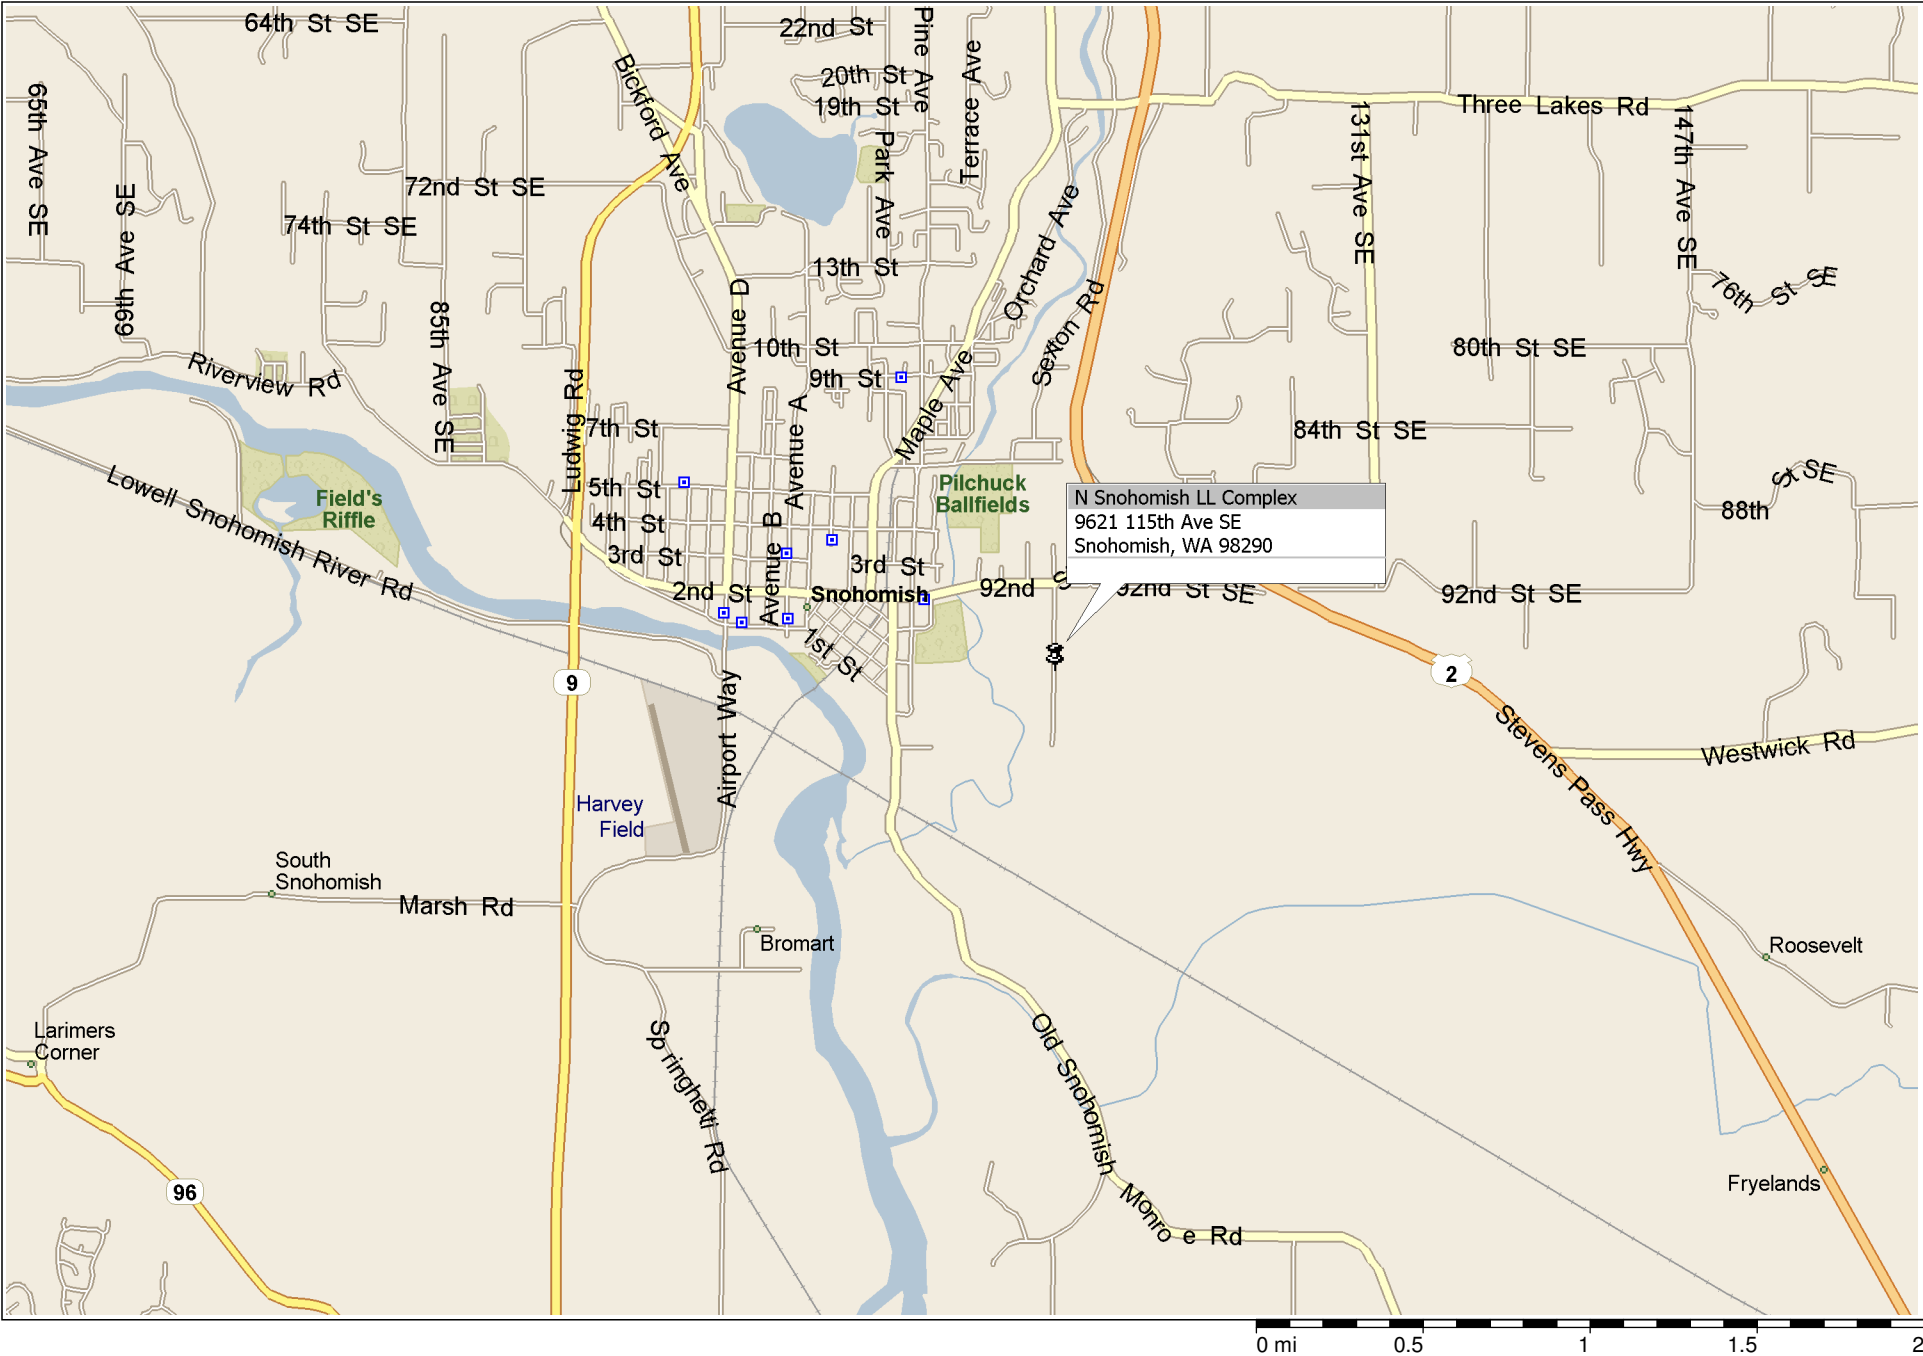 64th St SE
22nd St
Pine Ave
Bickford Ave
20th St
Terrace Ave
19th St
65th Ave SE
Three Lakes Rd
131st Ave SE
147th Ave SE
Park Ave
72nd St SE
69th Ave SE
74th St SE
Orchard Ave
13th St
76th St SE
Avenue D
Sexton Rd
85th Ave SE
10th St
80th St SE
Riverview Rd
9th St
Maple Ave
Ludwig Rd
Avenue A
7th St
84th St SE
Lowell Snohomish River Rd
Field's
Riffle
5th St
Pilchuck
Ballfields
N Snohomish LL Complex
9621 115th Ave SE
Snohomish, WA 98290
88th St SE
4th St
Avenue B
3rd St
3rd St
2nd St
Snohomish
92nd S
92nd St SE
92nd St SE
1st St
9
2
Airport Way
Stevens Pass Hwy
Westwick Rd
Harvey
Field
South
Snohomish
Marsh Rd
Bromart
Roosevelt
Larimers
Corner
Springhetti Rd
Old Snohomish Monroe Rd
Fryelands
96
0 mi 0.5 1 1.5 2